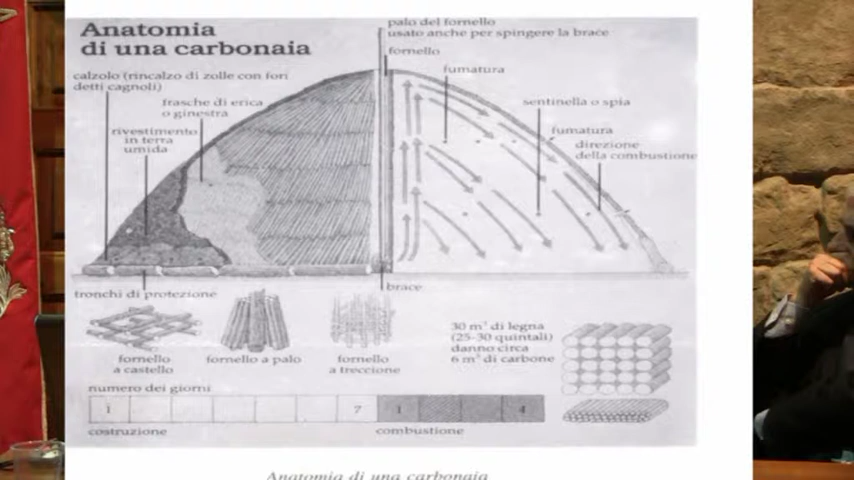 Anatomia
di una carbonaia
palo del fornello
usato anche per spingere la brace
fornello
calzolo (rincalzo di zolle con fori
detti cagnoli)
fumatura
frasche di erica
o ginestra
sentinella o spia
rivestimento
in terra
umida
fumatura
direzione
della combustione
tronchi di protezione
brace
fornello
a castello
fornello a palo
fornello
a treccione
30 m³ di legna
(25-30 quintali)
danno circa
6 m³ di carbone
numero dei giorni
1 7 1 4
costruzione
combustione
Anatomia di una carbonaia